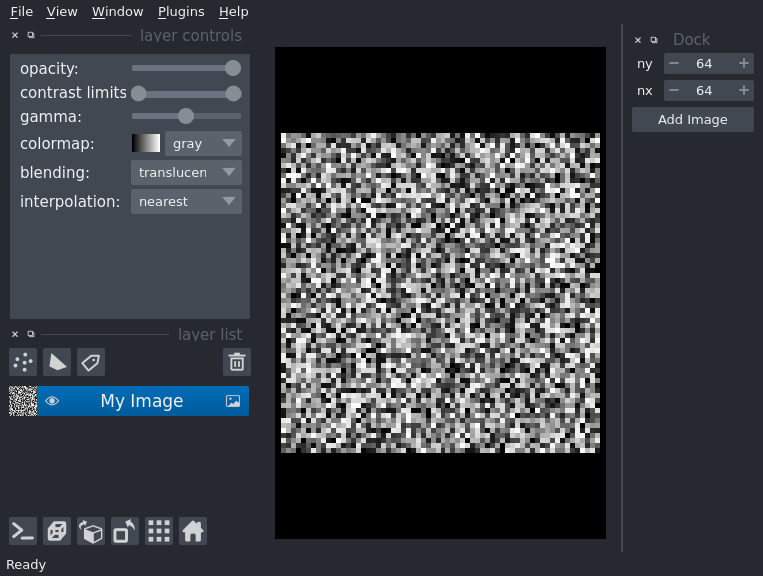 File View Window Plugins Help
layer controls
opacity:
contrast limits
gamma:
colormap: gray
blending: translucen
interpolation: nearest
layer list
My Image
Ready
Dock
ny 64
nx 64
Add Image